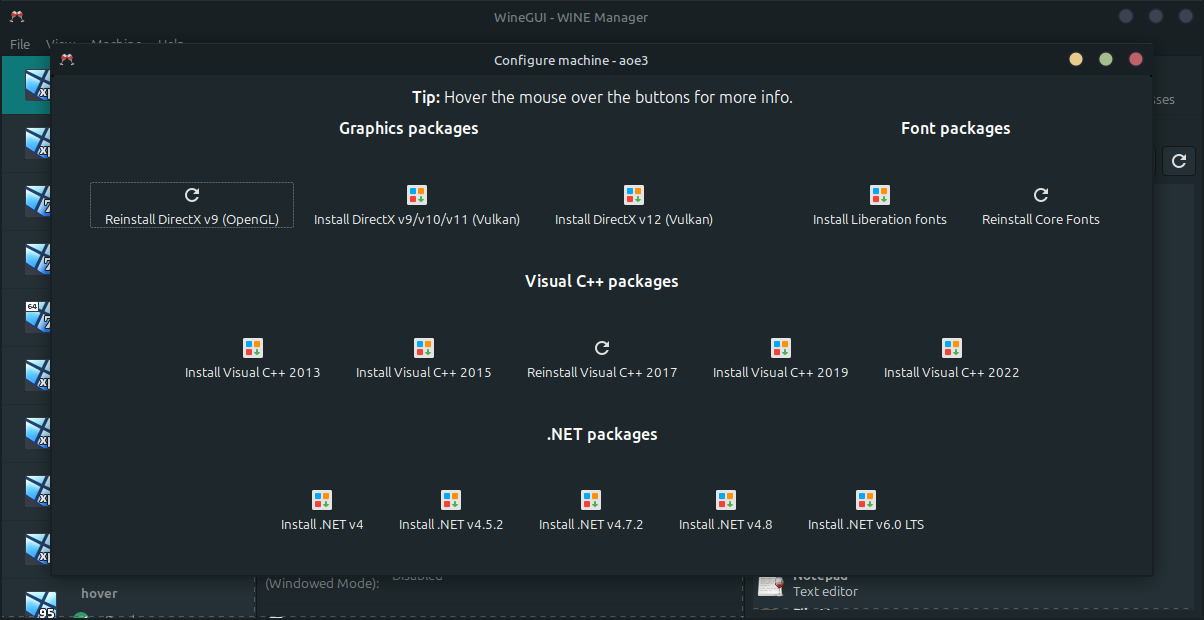 WineGUI - WINE Manager
File View Machine Help
Configure machine - aoe3
Tip: Hover the mouse over the buttons for more info.
Graphics packages
Font packages
Reinstall DirectX v9 (OpenGL)
Install DirectX v9/v10/v11 (Vulkan)
Install DirectX v12 (Vulkan)
Install Liberation fonts
Reinstall Core Fonts
Visual C++ packages
Install Visual C++ 2013
Install Visual C++ 2015
Reinstall Visual C++ 2017
Install Visual C++ 2019
Install Visual C++ 2022
.NET packages
Install .NET v4
Install .NET v4.5.2
Install .NET v4.7.2
Install .NET v4.8
Install .NET v6.0 LTS
64
(Windowed Mode):
Disabled
Notepad
Text editor
hover
95